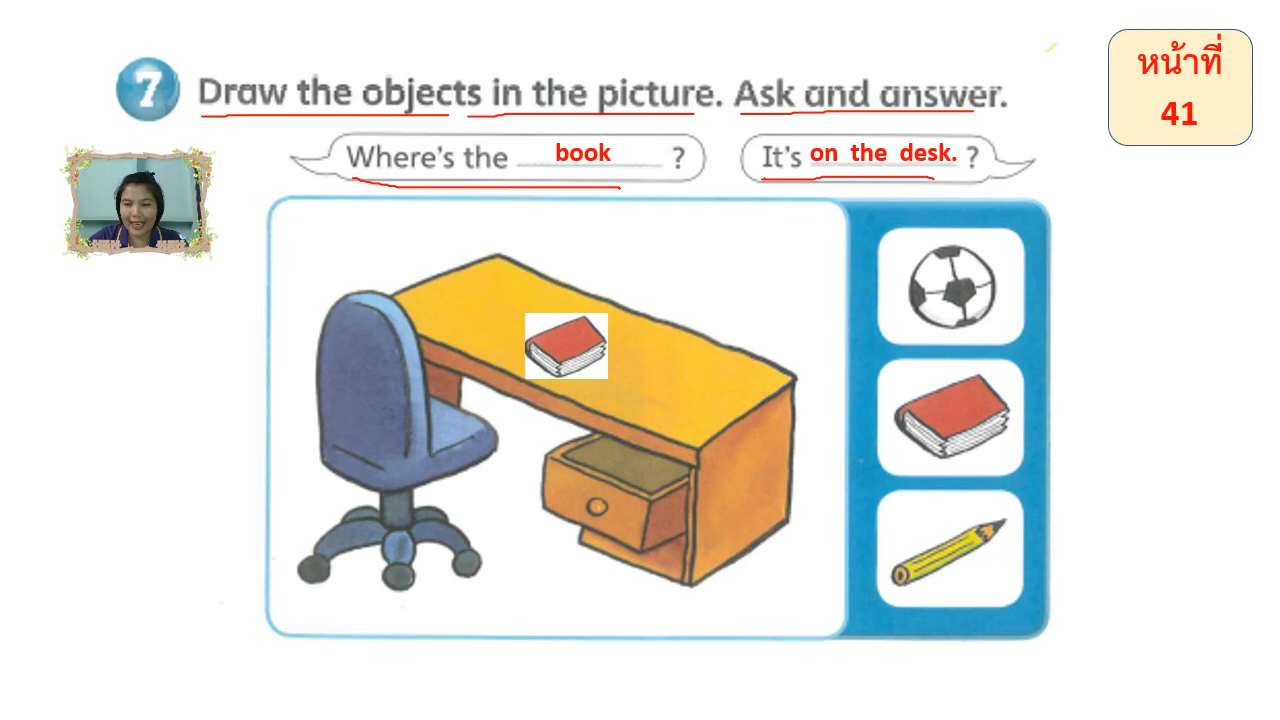 7 Draw the objects in the picture. Ask and answer.
หน้าที่
41
Where's the book ?
It's on the desk. ?